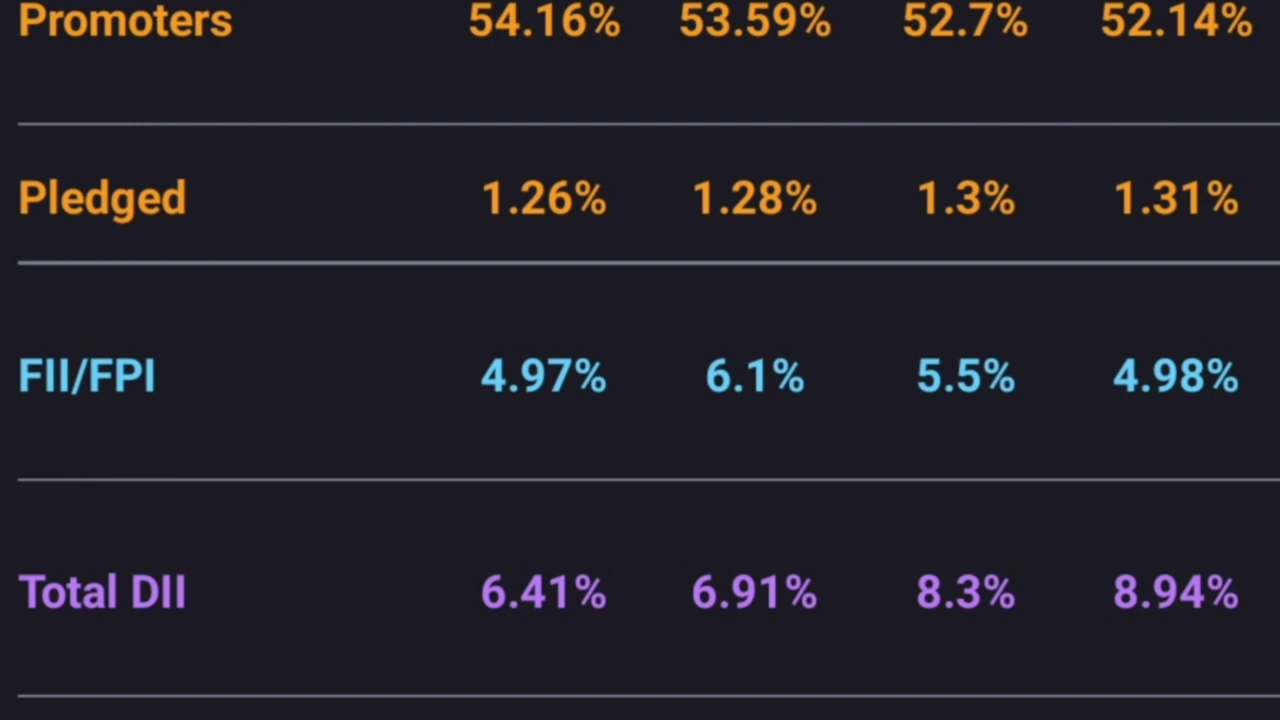 Promoters 54.16% 53.59% 52.7% 52.14%
Pledged 1.26% 1.28% 1.3% 1.31%
FII/FPI 4.97% 6.1% 5.5% 4.98%
Total DII 6.41% 6.91% 8.3% 8.94%